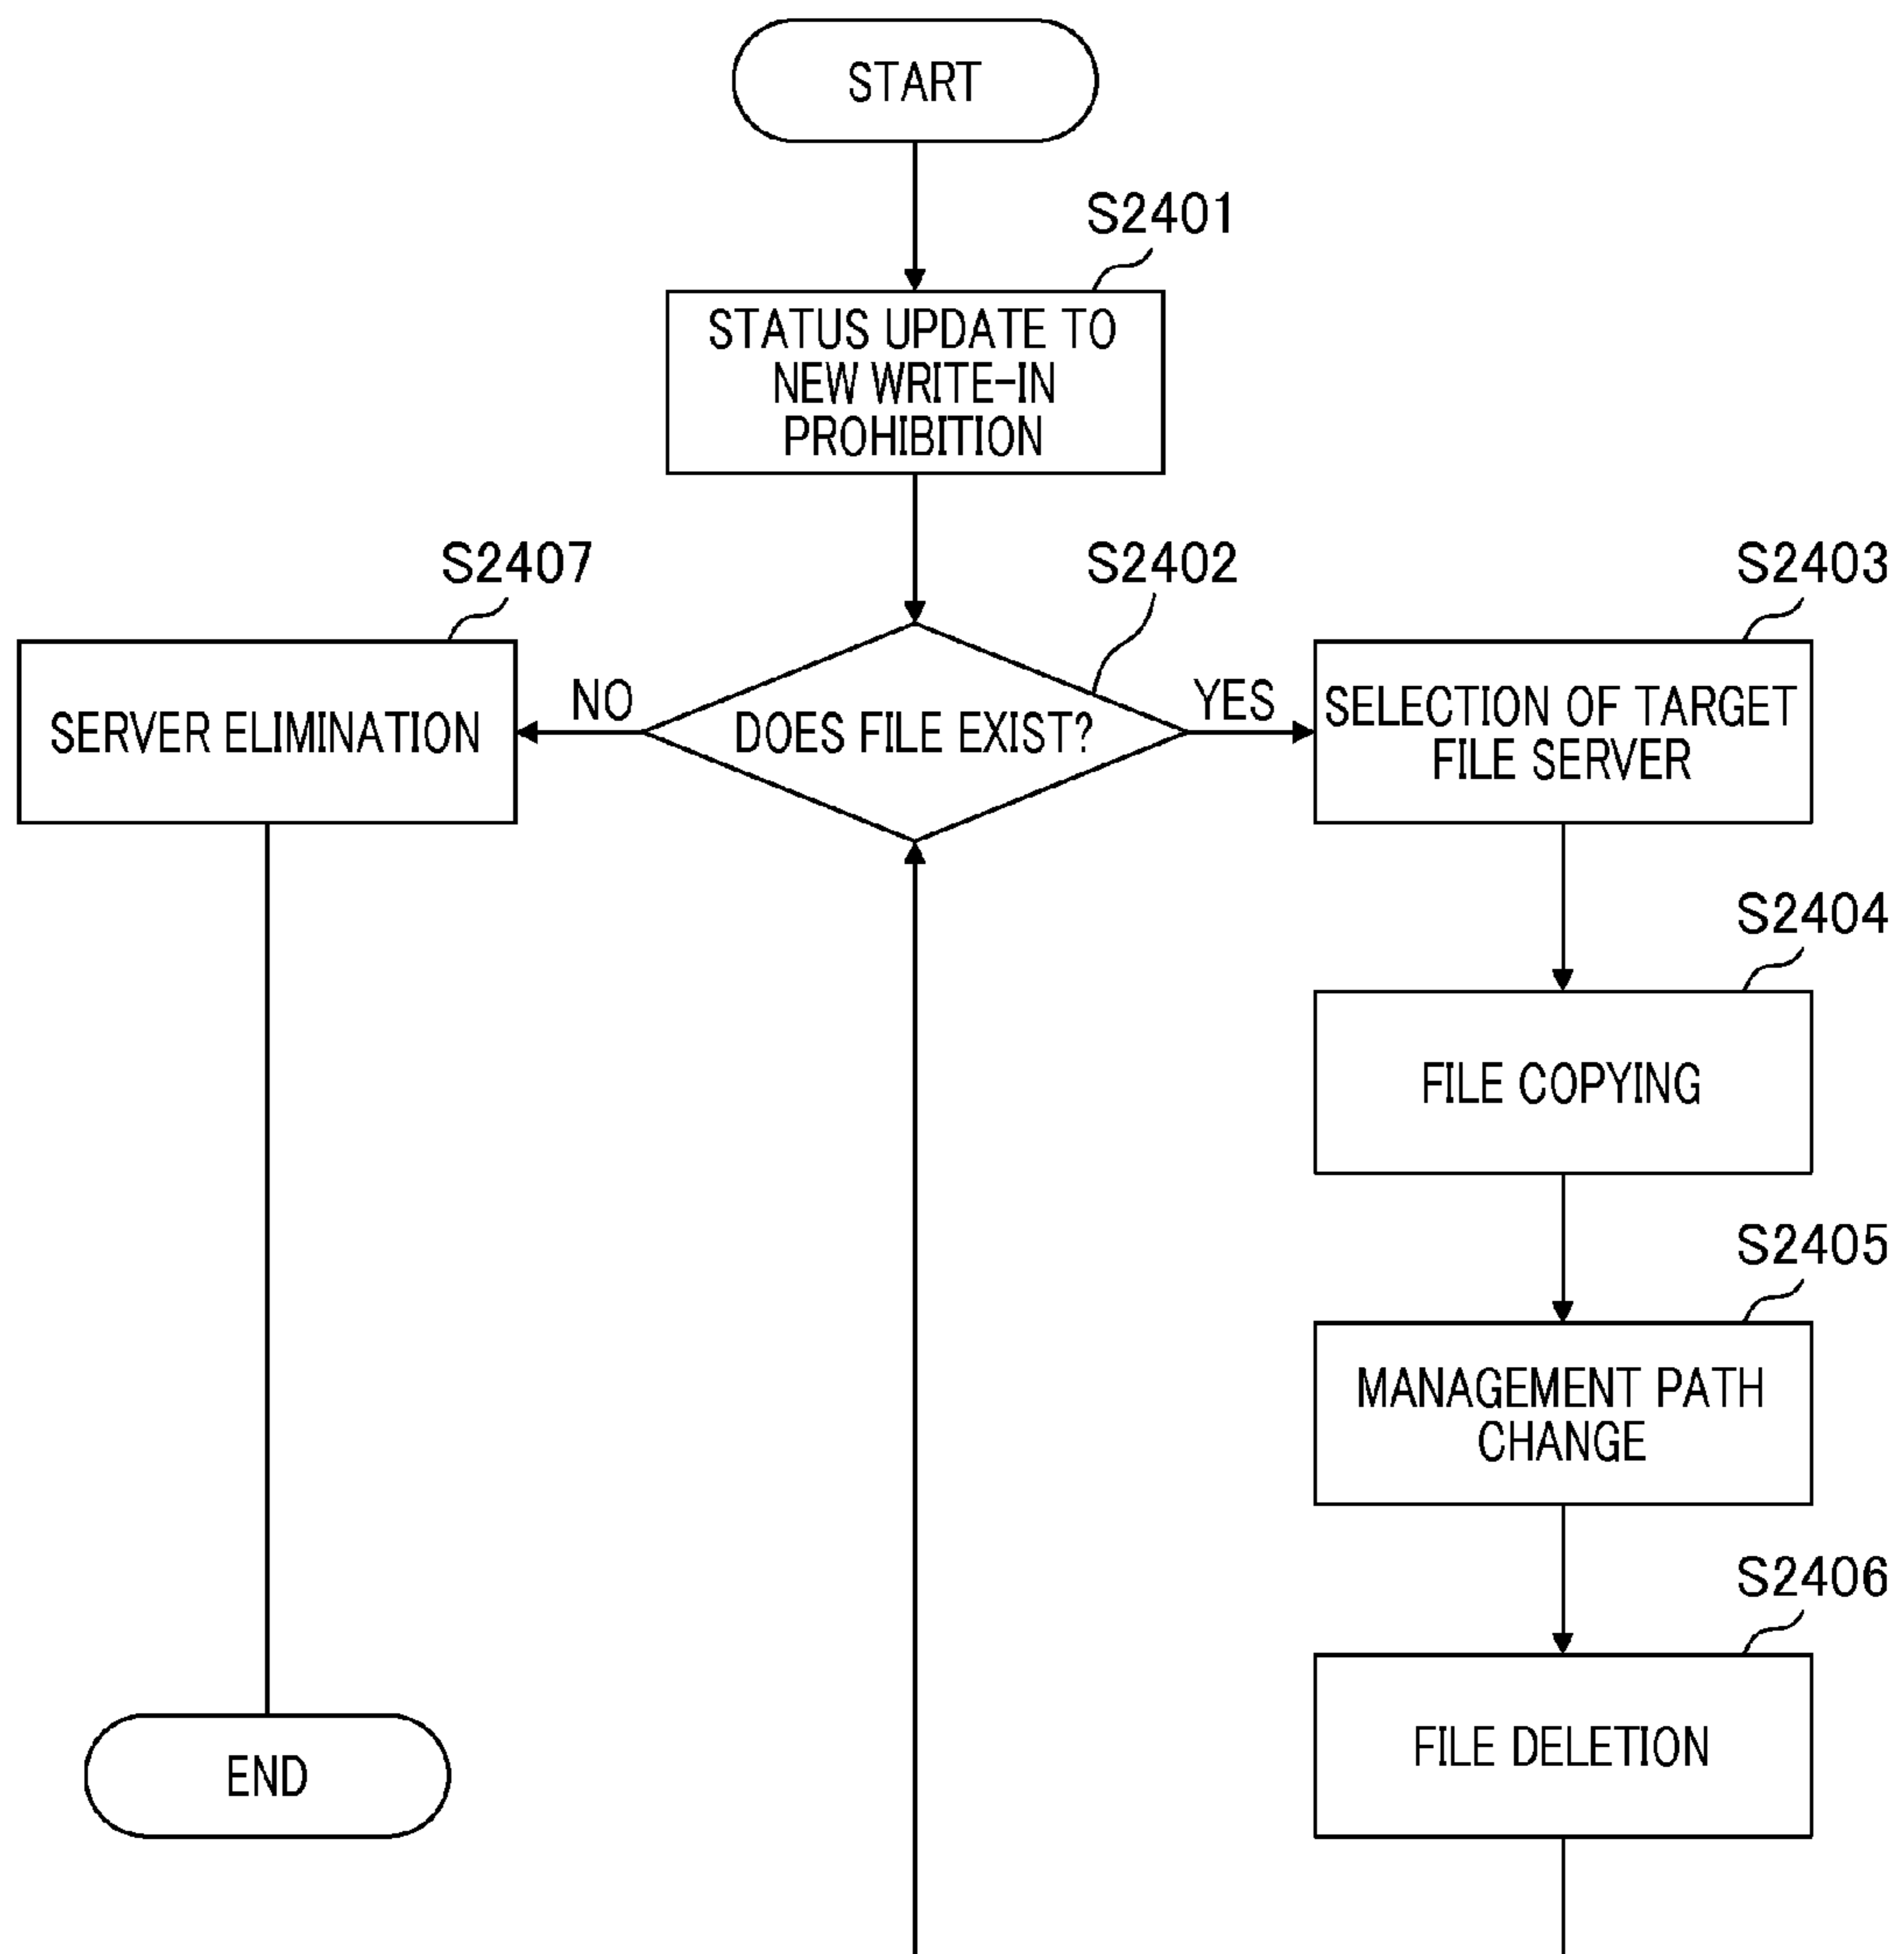 START
S2401
STATUS UPDATE TO
NEW WRITE-IN
PROHIBITION
S2407
S2402
S2403
SERVER ELIMINATION
NO
DOES FILE EXIST?
YES
SELECTION OF TARGET
FILE SERVER
S2404
FILE COPYING
S2405
MANAGEMENT PATH
CHANGE
S2406
FILE DELETION
END